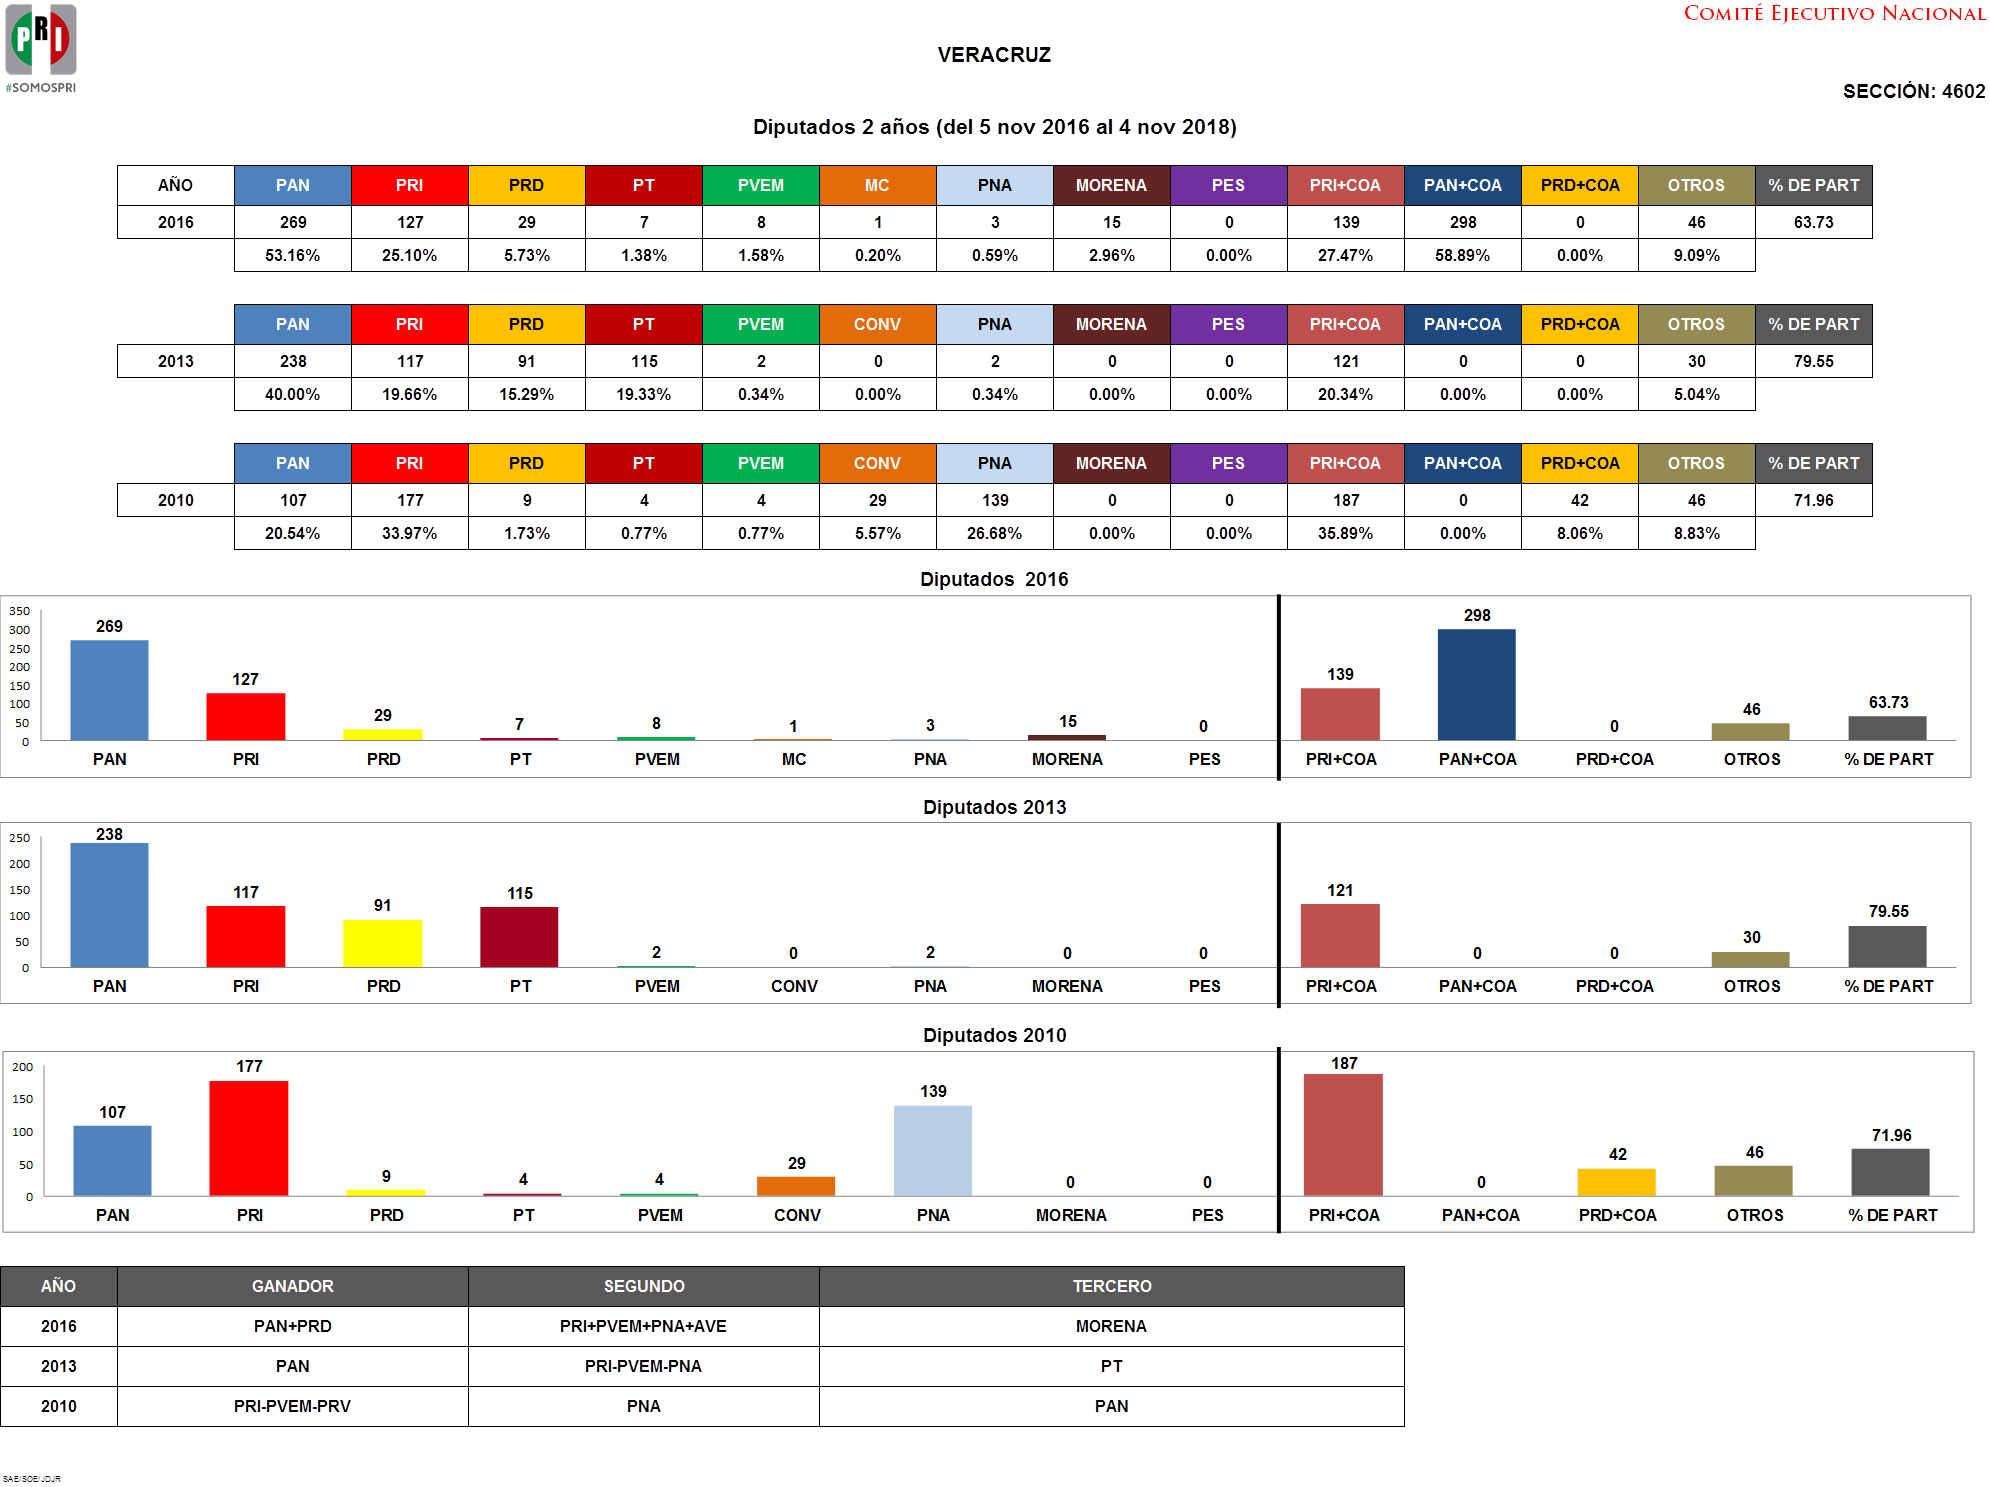 PRI
#SOMOSPRI
COMITÉ EJECUTIVO NACIONAL
VERACRUZ
SECCIÓN: 4602
Diputados 2 años (del 5 nov 2016 al 4 nov 2018)
AÑO PAN PRI PRD PT PVEM MC PNA MORENA PES PRI+COA PAN+COA PRD+COA OTROS % DE PART
2016 269 127 29 7 8 1 3 15 0 139 298 0 46 63.73
53.16% 25.10% 5.73% 1.38% 1.58% 0.20% 0.59% 2.96% 0.00% 27.47% 58.89% 0.00% 9.09%
PAN PRI PRD PT PVEM CONV PNA MORENA PES PRI+COA PAN+COA PRD+COA OTROS % DE PART
2013 238 117 91 115 2 0 2 0 0 121 0 0 30 79.55
40.00% 19.66% 15.29% 19.33% 0.34% 0.00% 0.34% 0.00% 0.00% 20.34% 0.00% 0.00% 5.04%
PAN PRI PRD PT PVEM CONV PNA MORENA PES PRI+COA PAN+COA PRD+COA OTROS % DE PART
2010 107 177 9 4 4 29 139 0 0 187 0 42 46 71.96
20.54% 33.97% 1.73% 0.77% 0.77% 5.57% 26.68% 0.00% 0.00% 35.89% 0.00% 8.06% 8.83%
Diputados 2016
350
300
250
200
150
100
50
0
269 127 29 7 8 1 3 15 0 139 298 0 46 63.73
PAN PRI PRD PT PVEM MC PNA MORENA PES PRI+COA PAN+COA PRD+COA OTROS % DE PART
Diputados 2013
250
200
150
100
50
0
238 117 91 115 2 0 2 0 0 121 0 0 30 79.55
PAN PRI PRD PT PVEM CONV PNA MORENA PES PRI+COA PAN+COA PRD+COA OTROS % DE PART
Diputados 2010
200
150
100
50
0
107 177 9 4 4 29 139 0 0 187 0 42 46 71.96
PAN PRI PRD PT PVEM CONV PNA MORENA PES PRI+COA PAN+COA PRD+COA OTROS % DE PART
AÑO GANADOR SEGUNDO TERCERO
2016 PAN+PRD PRI+PVEM+PNA+AVE MORENA
2013 PAN PRI-PVEM-PNA PT
2010 PRI-PVEM-PRV PNA PAN
SAE/SOE/JDJR